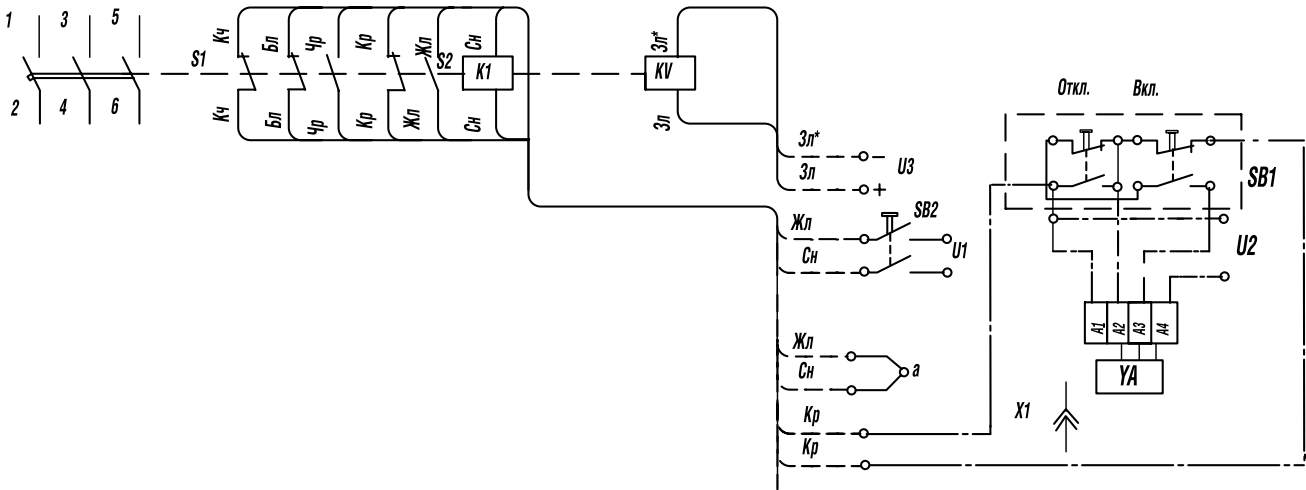 1 3 5
2 4 6
S1
Кч Бл Чр Кр Жл Сн
S2
K1
Кч Бл Чр Кр Жл Сн
Зл*
KV
Зл
Зл*
Зл
−
+
U3
Жл
Сн
SB2
U1
Жл
Сн
а
Кр
Кр
Откл. Вкл.
SB1
U2
A1 A2 A3 A4
YA
X1